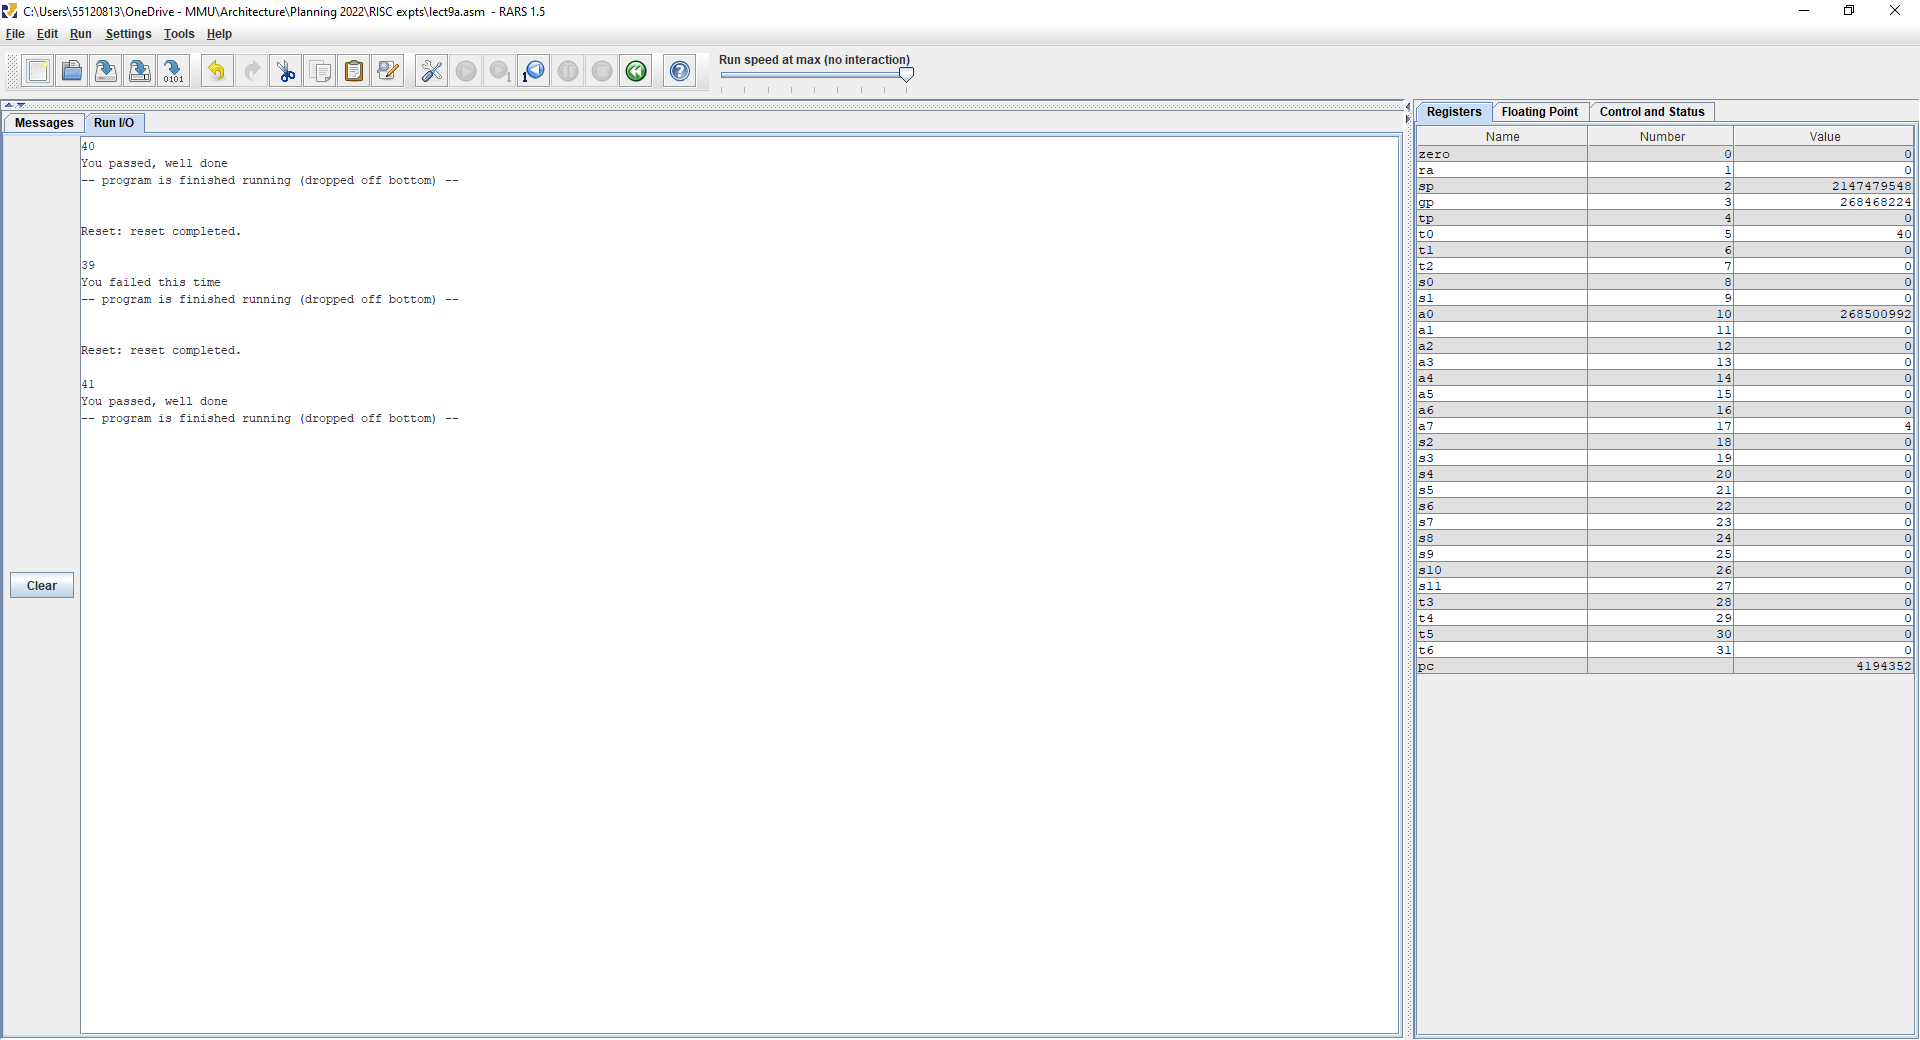 C:\Users\55120813\OneDrive - MMU\Architecture\Planning 2022\RISC expts\lect9a.asm - RARS 1.5
File Edit Run Settings Tools Help
Run speed at max (no interaction)
0101
1
1
Messages Run I/O
40
You passed, well done
-- program is finished running (dropped off bottom) --
Reset: reset completed.
39
You failed this time
-- program is finished running (dropped off bottom) --
Reset: reset completed.
41
You passed, well done
-- program is finished running (dropped off bottom) --
Clear
Registers Floating Point Control and Status
Name Number Value
zero 0 0
ra 1 0
sp 2 2147479548
gp 3 268468224
tp 4 0
t0 5 40
t1 6 0
t2 7 0
s0 8 0
s1 9 0
a0 10 268500992
a1 11 0
a2 12 0
a3 13 0
a4 14 0
a5 15 0
a6 16 0
a7 17 4
s2 18 0
s3 19 0
s4 20 0
s5 21 0
s6 22 0
s7 23 0
s8 24 0
s9 25 0
s10 26 0
s11 27 0
t3 28 0
t4 29 0
t5 30 0
t6 31 0
pc 4194352